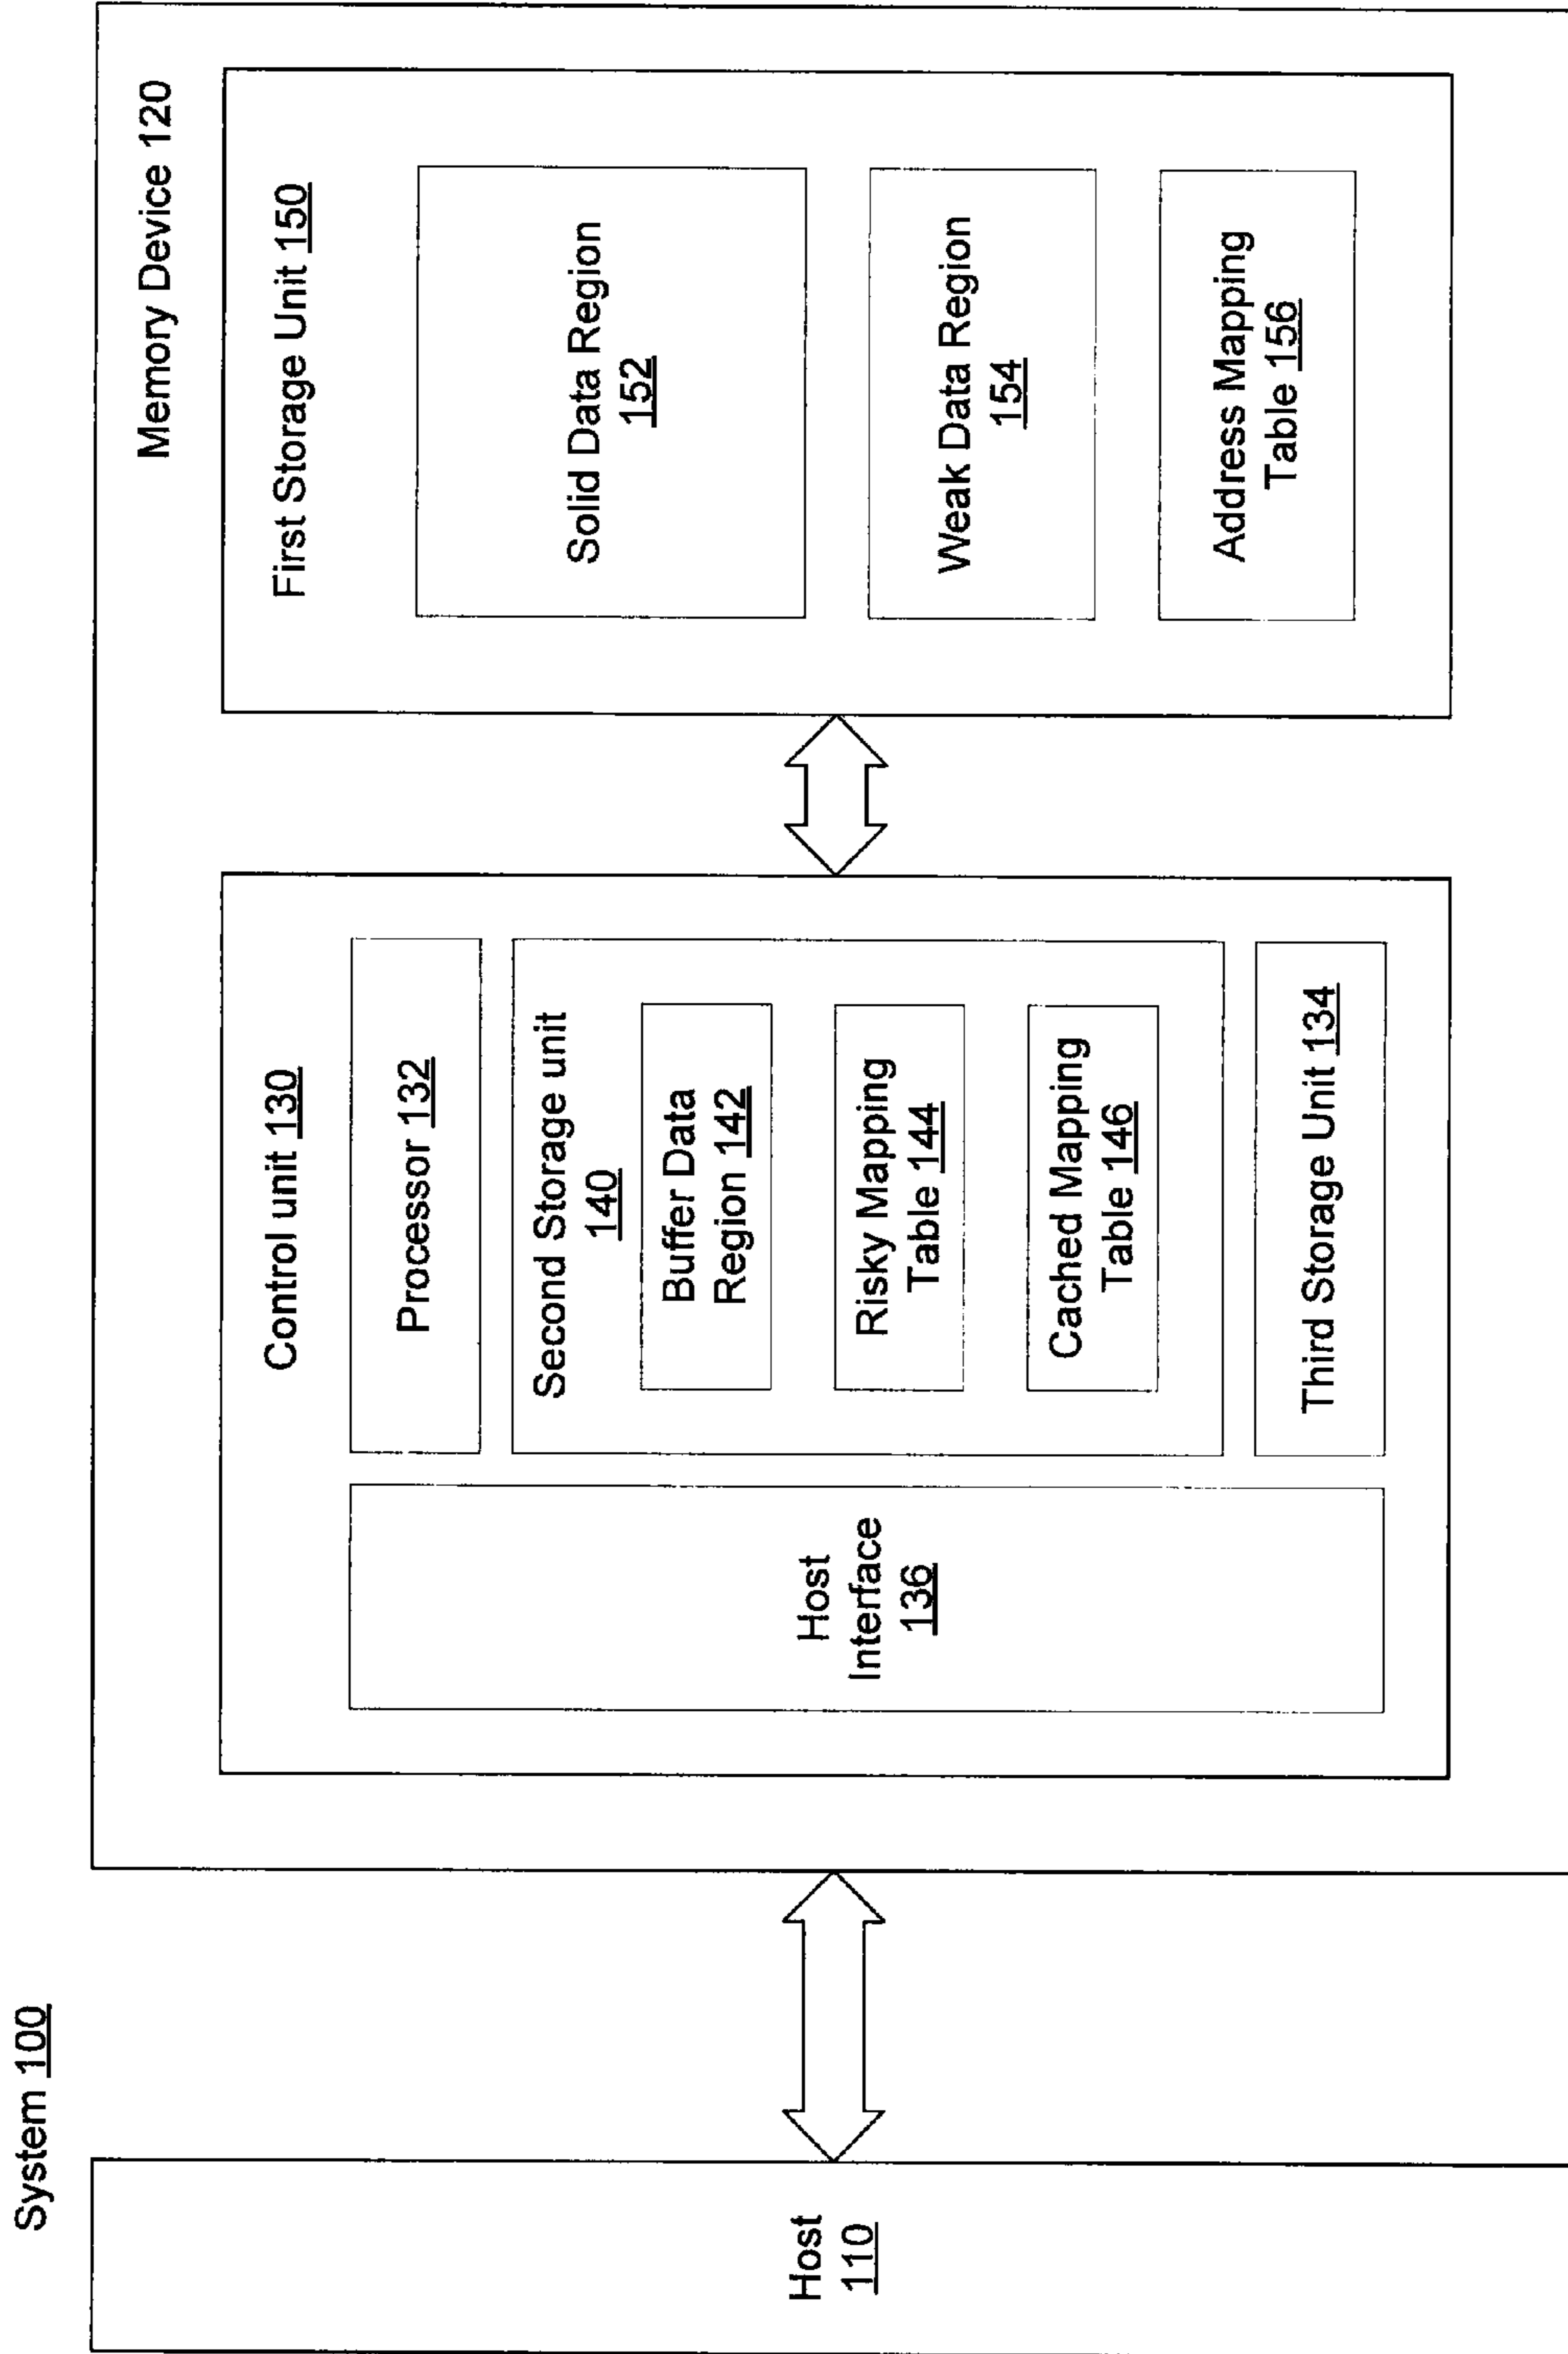 System 100
Host
110
Memory Device 120
Control unit 130
Host
Interface
136
Processor 132
Second Storage unit
140
Buffer Data
Region 142
Risky Mapping
Table 144
Cached Mapping
Table 146
Third Storage Unit 134
First Storage Unit 150
Solid Data Region
152
Weak Data Region
154
Address Mapping
Table 156